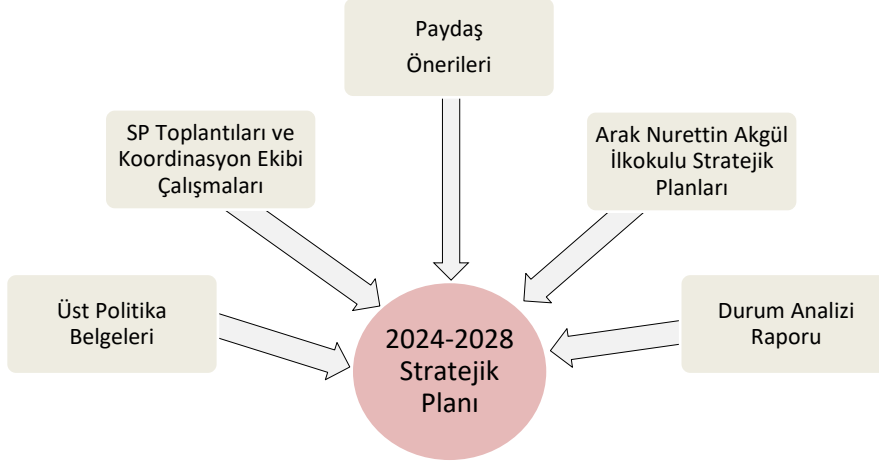 Paydaş
Önerileri
SP Toplantıları ve
Koordinasyon Ekibi
Çalışmaları
Arak Nurettin Akgül
İlkokulu Stratejik
Planları
Üst Politika
Belgeleri
2024-2028
Stratejik
Planı
Durum Analizi
Raporu